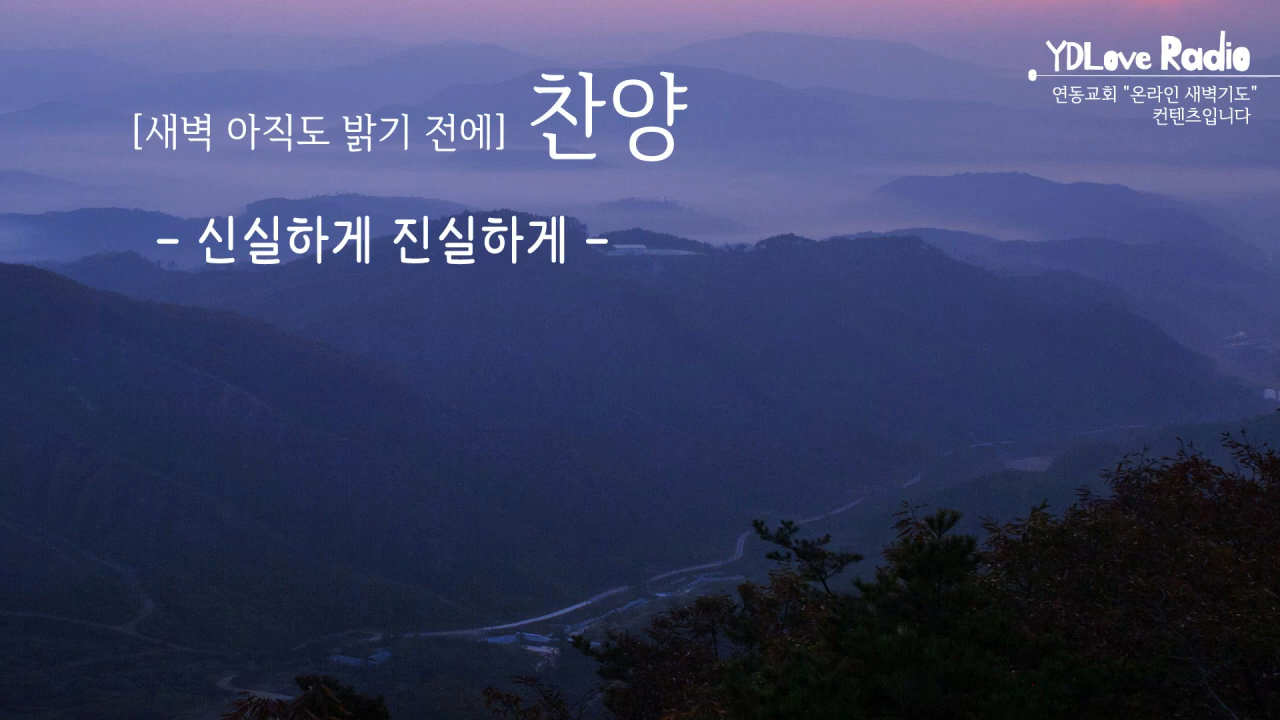 YDLove Radio
연동교회 "온라인 새벽기도"
컨텐츠입니다
[새벽 아직도 밝기 전에] 찬양
- 신실하게 진실하게 -